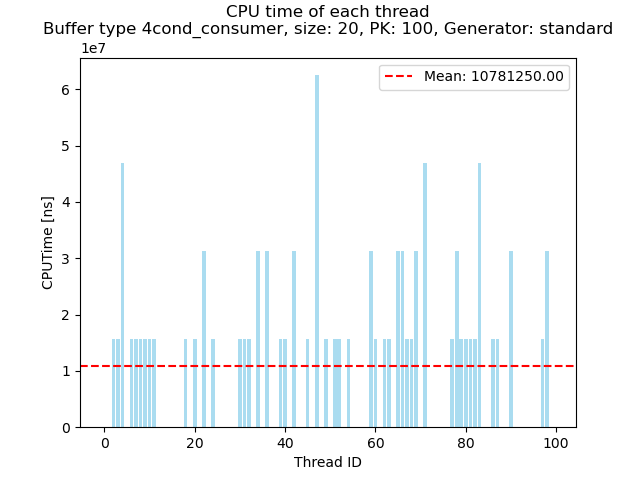 CPU time of each thread
Buffer type 4cond_consumer, size: 20, PK: 100, Generator: standard
1e7
Mean: 10781250.00
6
5
4
3
2
1
0
CPUTime [ns]
0 20 40 60 80 100
Thread ID